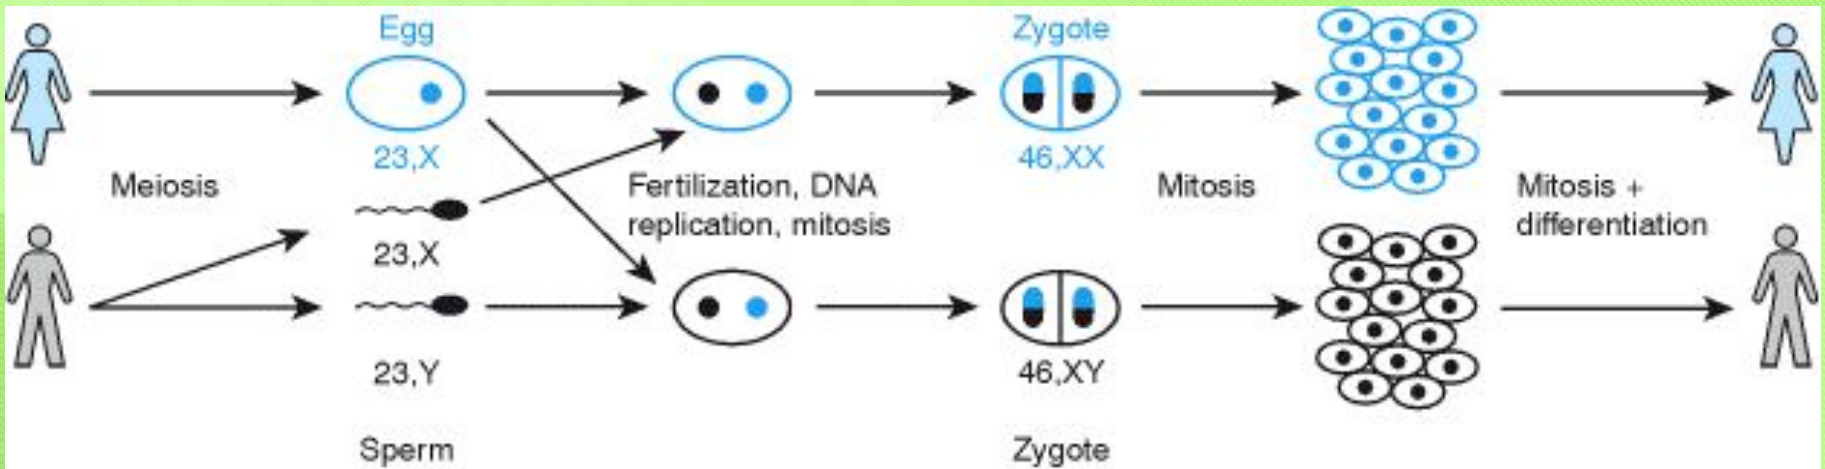 Egg
Zygote
23,X
46,XX
Meiosis
Fertilization, DNA
replication, mitosis
Mitosis
Mitosis +
differentiation
23,X
23,Y
46,XY
Sperm
Zygote